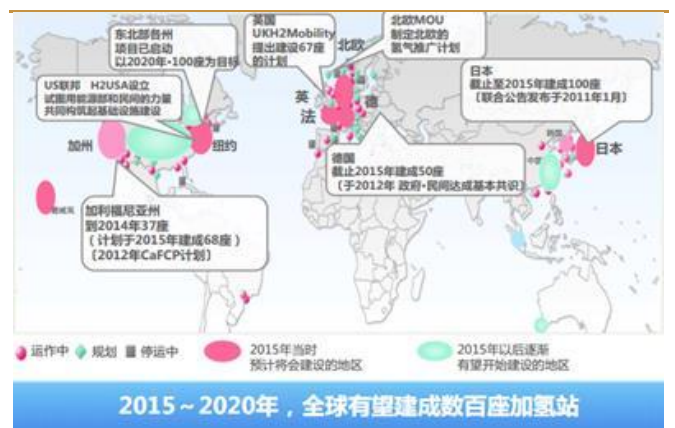 东北部各州
项目已启动
以2020年·100座为目标
英国
UKH2Mobility
提出建设67座
的计划
北欧
北欧MOU
制定北欧的
氢气推广计划
日本
截止至2015年建成100座
〔联合公告发布于2011年1月〕
US联邦 H2USA设立
试图用能源部和民间的力量
共同构筑起基础设施建设
英
法
德
加州
纽约
韩国
日本
中国
德国
截止2015年建成50座
〔于2012年 政府·民间达成基本共识〕
夏威夷
加利福尼亚州
到2014年37座
（计划于2015年建成68座）
〔2012年CaFCP计划〕
运作中 规划 停运中
2015年当时
预计将会建设的地区
2015年以后逐渐
有望开始建设的地区
2015～2020年，全球有望建成数百座加氢站